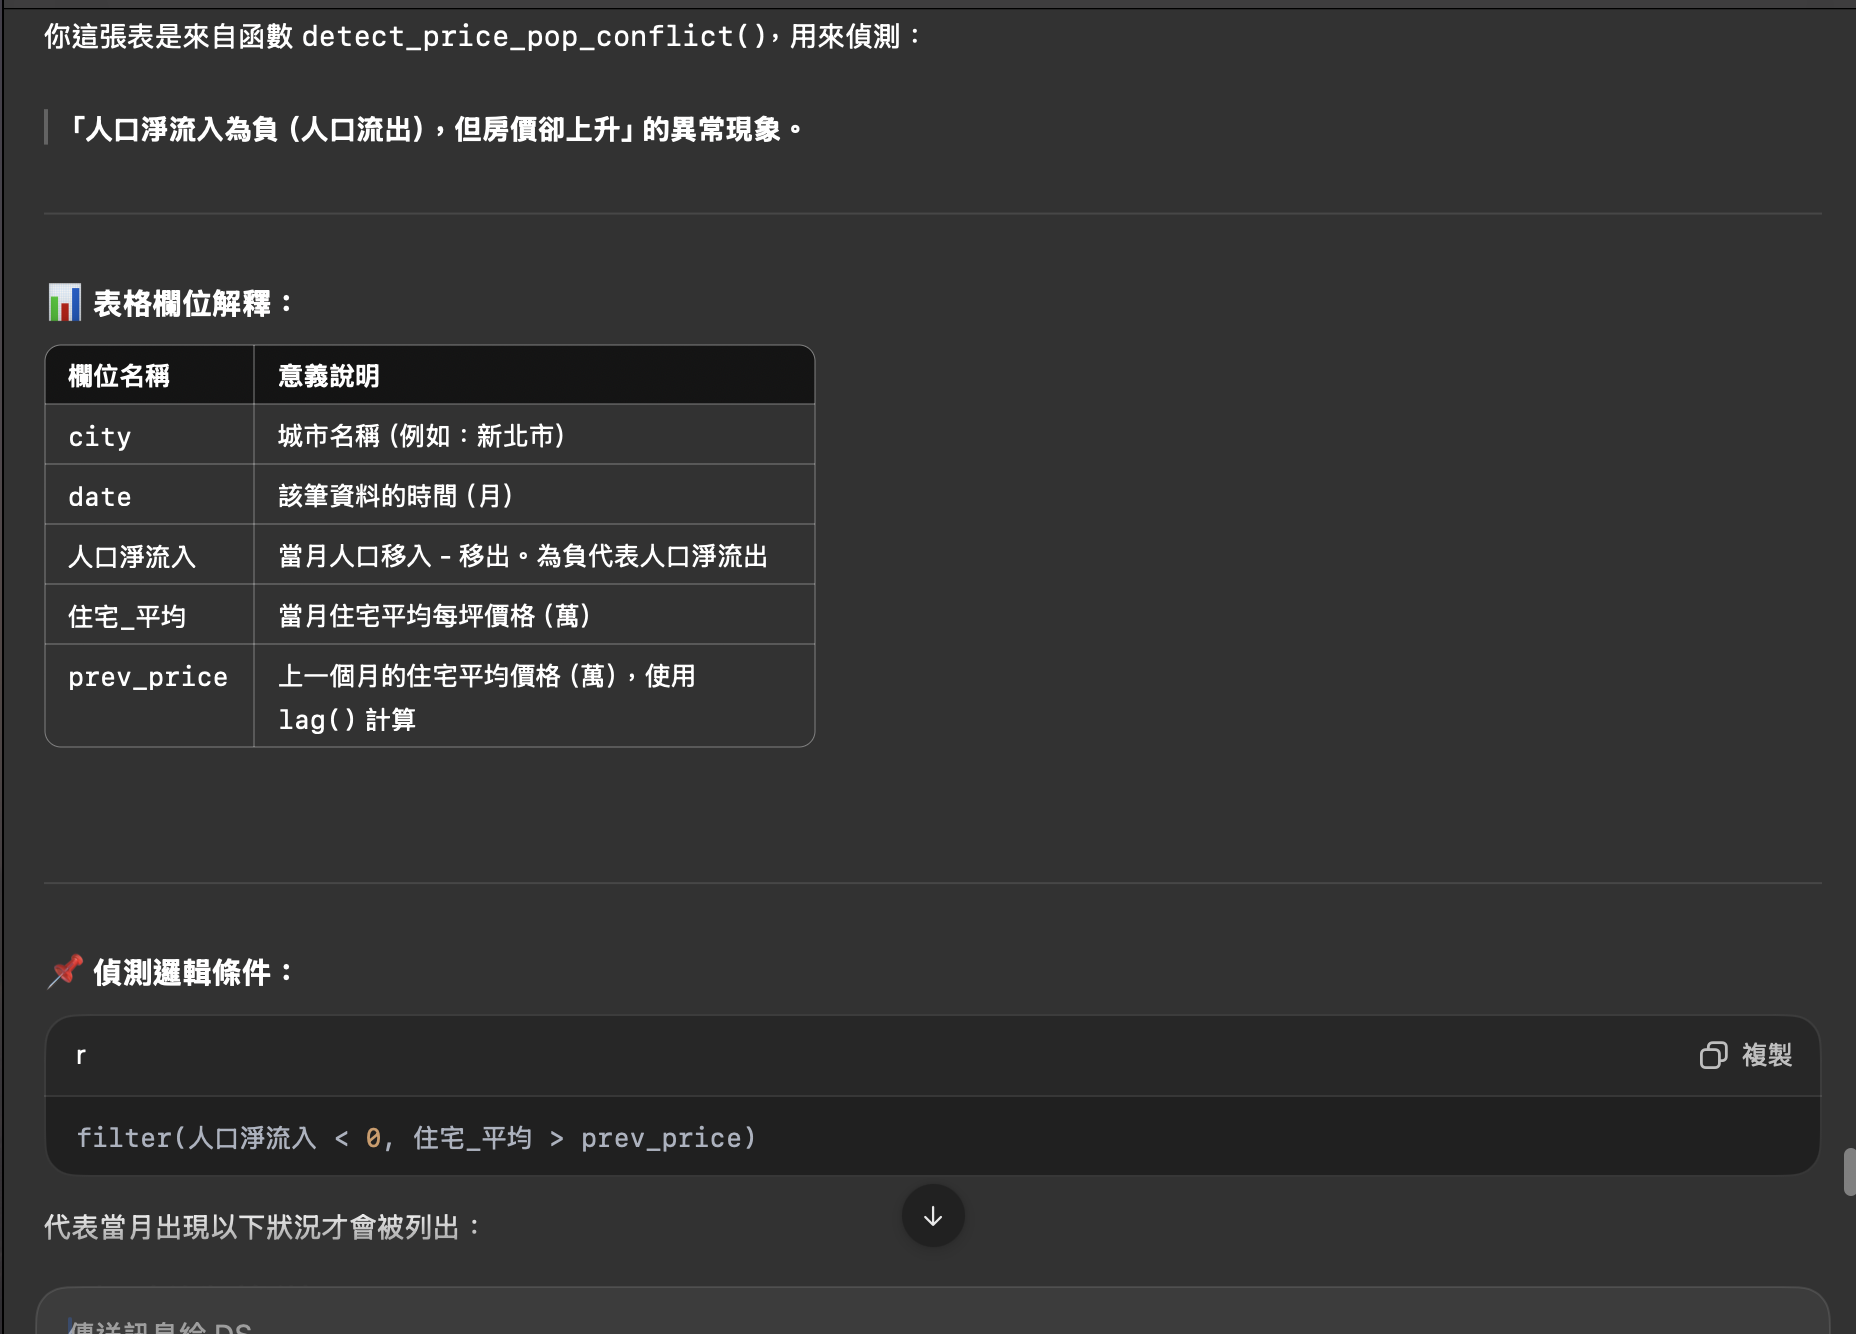 你這張表是來自函數 detect_price_pop_conflict()，用來偵測：
「人口淨流入為負（人口流出），但房價卻上升」的異常現象。
📊 表格欄位解釋：
欄位名稱 意義說明
city 城市名稱（例如：新北市）
date 該筆資料的時間（月）
人口淨流入 當月人口移入 - 移出。為負代表人口淨流出
住宅_平均 當月住宅平均每坪價格（萬）
prev_price 上一個月的住宅平均價格（萬），使用
lag() 計算
📌 偵測邏輯條件：
r 複製
filter(人口淨流入 < 0, 住宅_平均 > prev_price)
代表當月出現以下狀況才會被列出：
傳送訊息給 DS